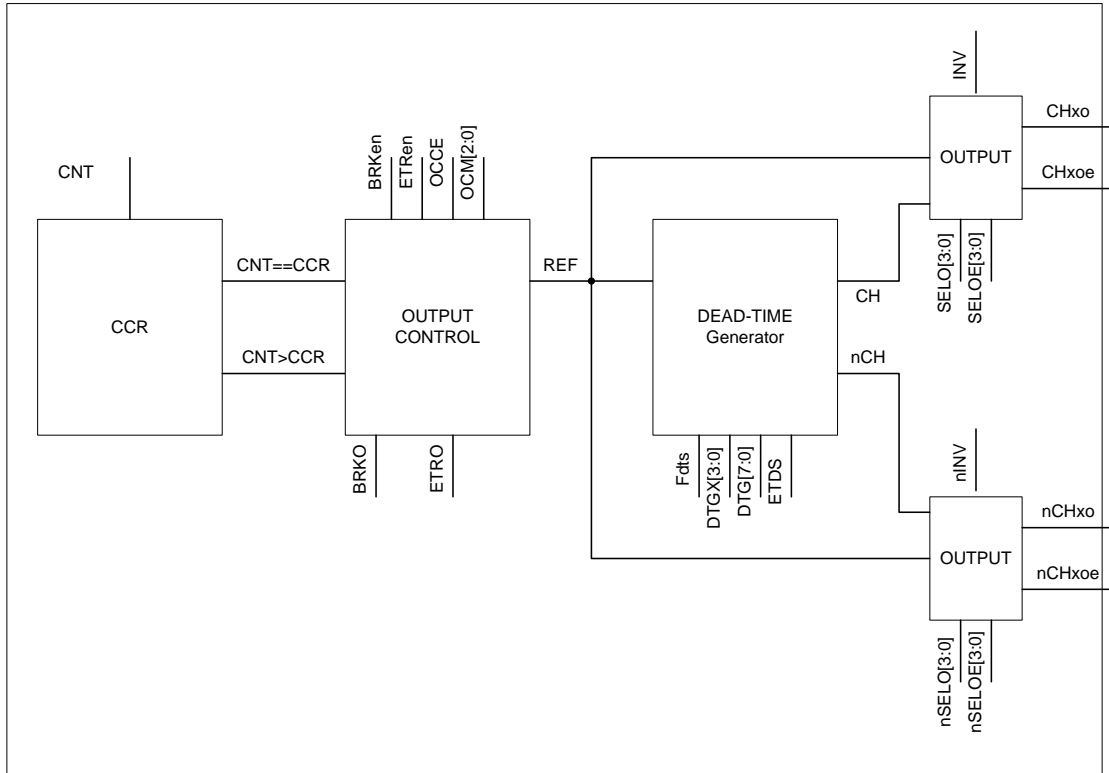 INV
CHxo
OUTPUT
CHxoe
SELO[3:0]
SELOE[3:0]
CNT
BRKen
ETRen
OCCE
OCM[2:0]
CCR
CNT==CCR
CNT>CCR
OUTPUT
CONTROL
BRKO
ETRO
REF
DEAD-TIME
Generator
CH
nCH
Fdts
DTGX[3:0]
DTG[7:0]
ETDS
nINV
nCHxo
OUTPUT
nCHxoe
nSELO[3:0]
nSELOE[3:0]